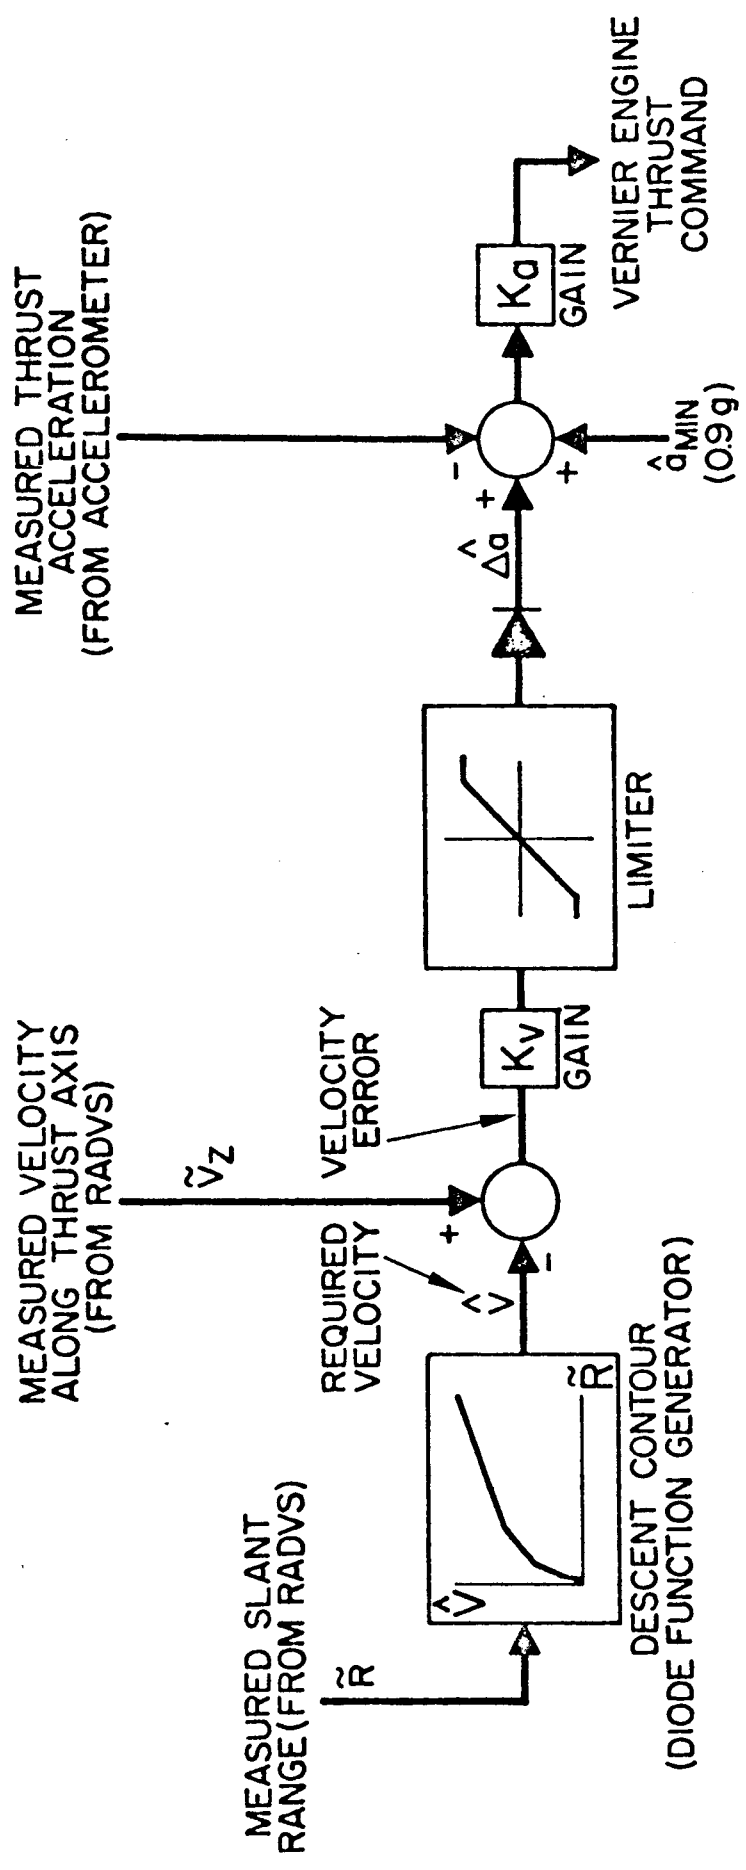 MEASURED SLANT
RANGE (FROM RADVS)
~R
V̂
~R
DESCENT CONTOUR
(DIODE FUNCTION GENERATOR)
REQUIRED
VELOCITY
V̂
-
MEASURED VELOCITY
ALONG THRUST AXIS
(FROM RADVS)
ṽz
+
VELOCITY
ERROR
Kv
GAIN
LIMITER
Δ̂a
+
MEASURED THRUST
ACCELERATION
(FROM ACCELEROMETER)
-
+
âMIN
(0.9 g)
Ka
GAIN
VERNIER ENGINE
THRUST
COMMAND